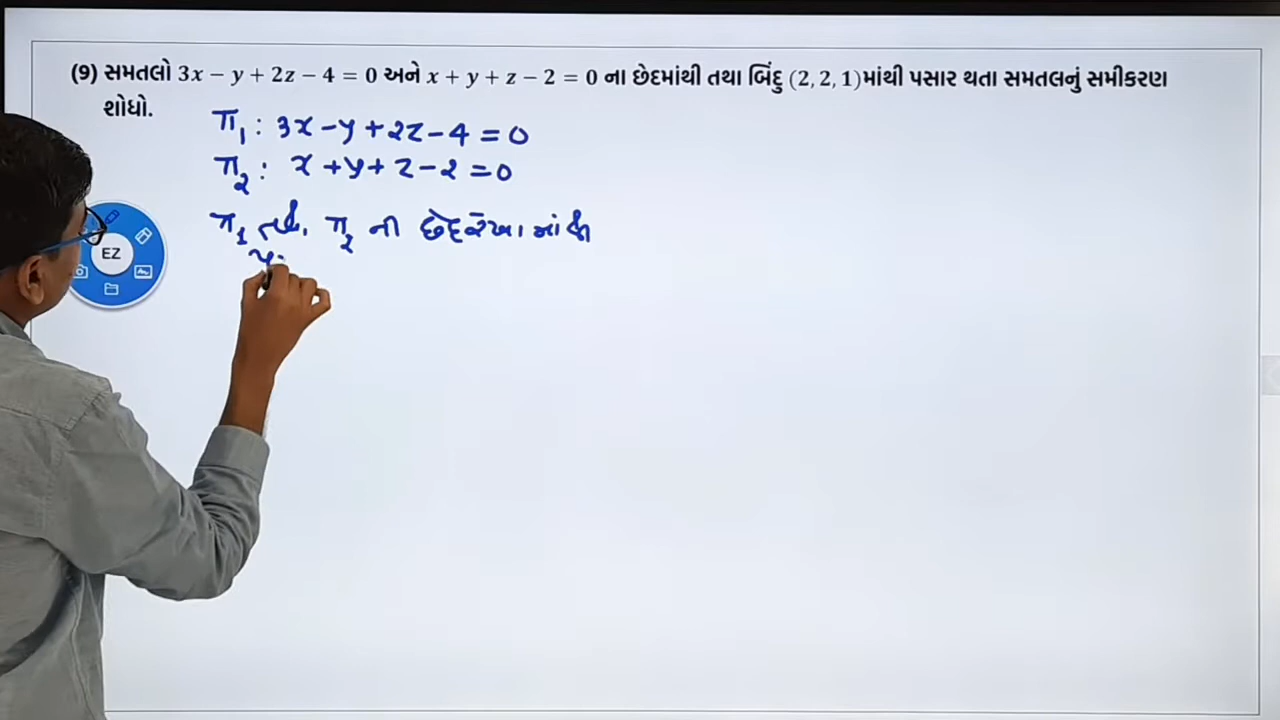 (9) સમતલો 3x − y + 2z − 4 = 0 અને x + y + z − 2 = 0 ના છેદમાંથી તથા બિંદુ (2, 2, 1)માંથી પસાર થતા સમતલનું સમીકરણ
શોધો.
π₁ : 3x − y + 2z − 4 = 0
π₂ : x + y + z − 2 = 0
π₁ તથા π₂ ની છેદરેખા માંથી
EZ